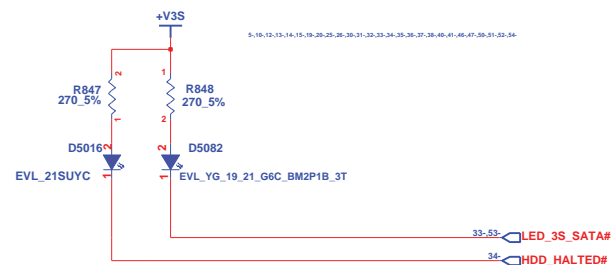 +V3S
5-,10-,12-,13-,14-,15-,19-,20-,25-,26-,30-,31-,32-,33-,34-,35-,36-,37-,38-,40-,41-,46-,47-,50-,51-,52-,54-
2
1
R847
270_5%
R848
270_5%
1
2
D5016
2
2
D5082
EVL_21SUYC
1
1
EVL_YG_19_21_G6C_BM2P1B_3T
33-,53-
LED_3S_SATA#
34-
HDD_HALTED#